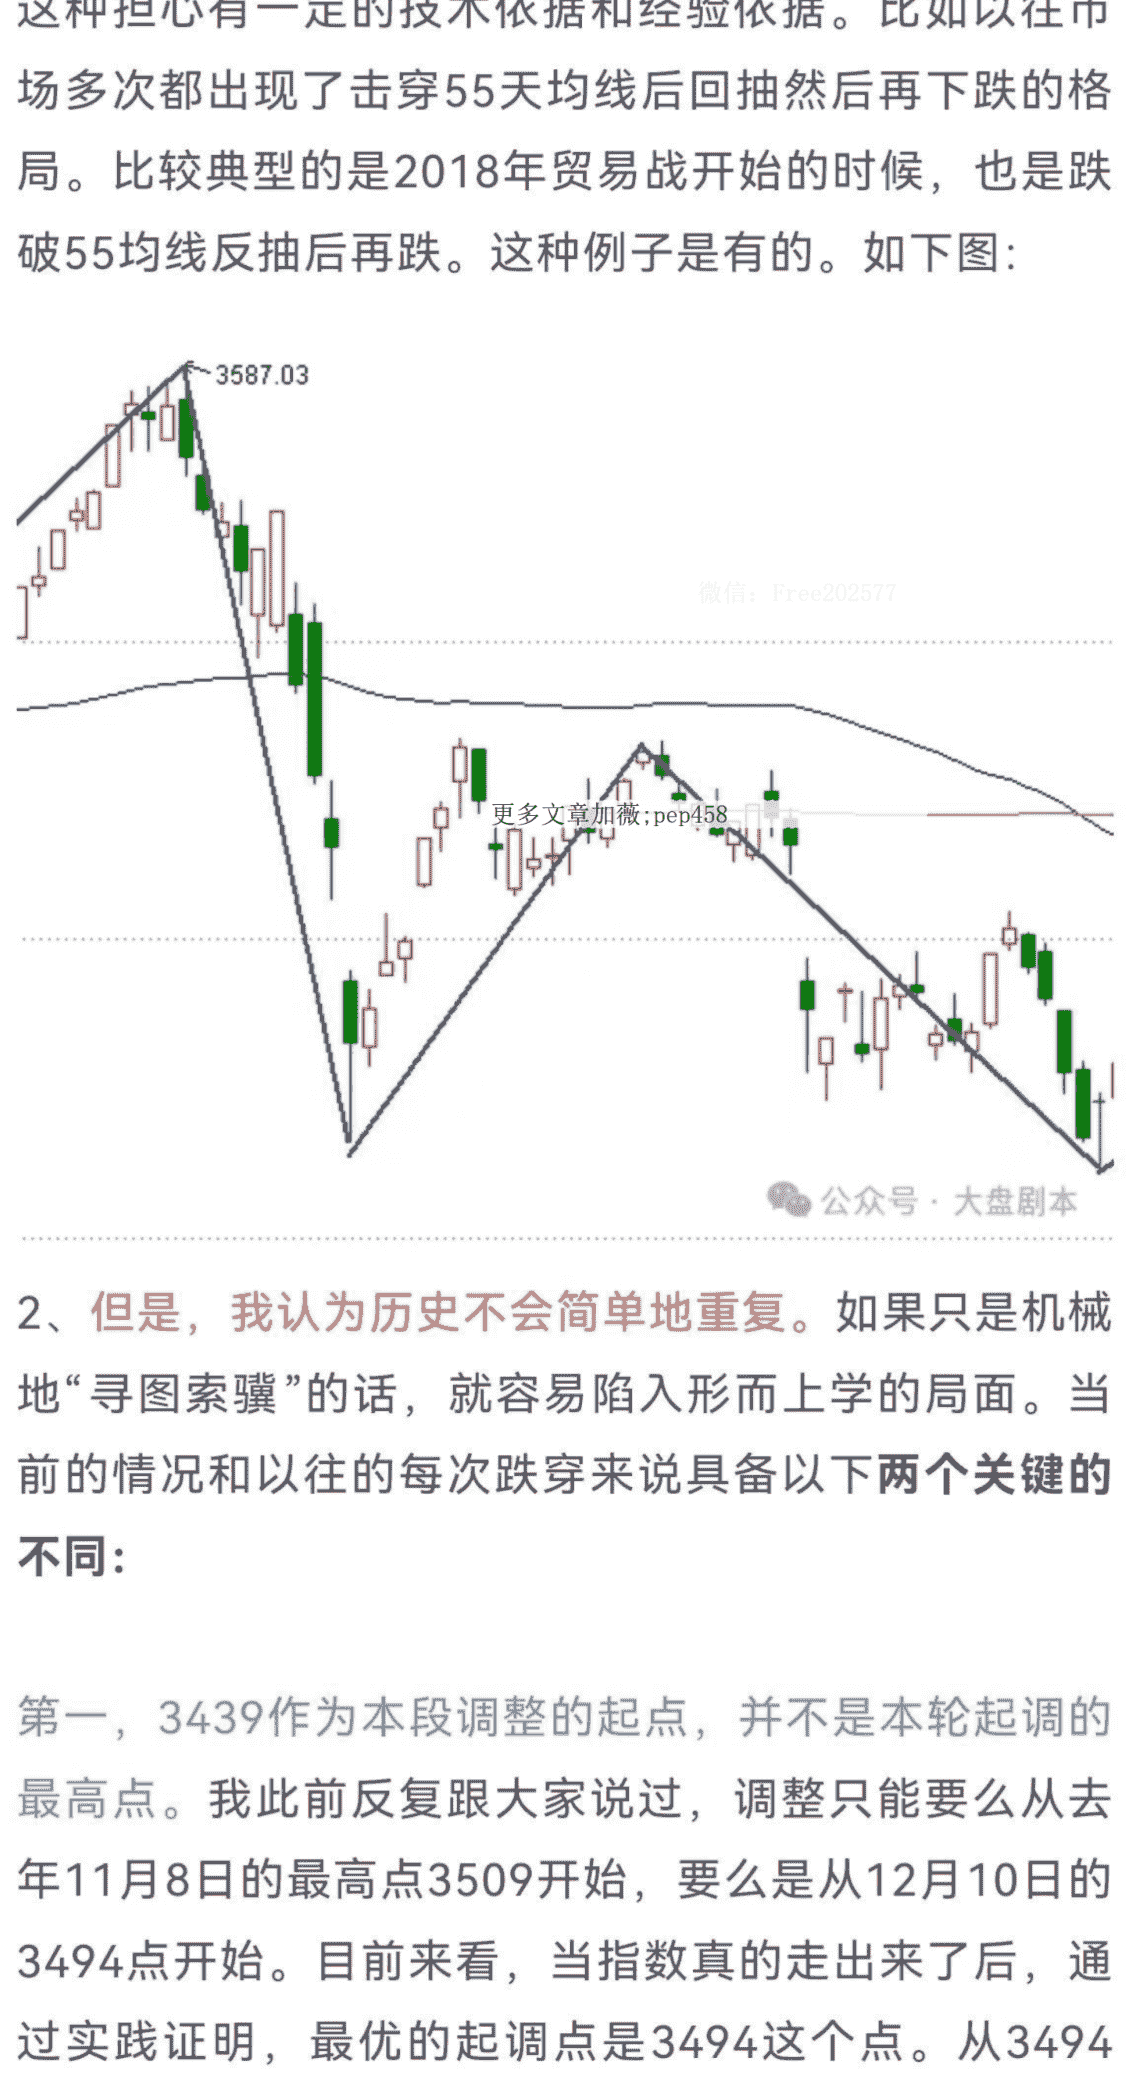 这种担心有一定的技术依据和经验依据。比如以往市
场多次都出现了击穿55天均线后回抽然后再下跌的格
局。比较典型的是2018年贸易战开始的时候，也是跌
破55均线反抽后再跌。这种例子是有的。如下图：
3587.03
微信：Free202577
更多文章加薇;pep458
公众号·大盘剧本
2、但是，我认为历史不会简单地重复。如果只是机械
地“寻图索骥”的话，就容易陷入形而上学的局面。当
前的情况和以往的每次跌穿来说具备以下两个关键的
不同：
第一，3439作为本段调整的起点，并不是本轮起调的
最高点。我此前反复跟大家说过，调整只能要么从去
年11月8日的最高点3509开始，要么是从12月10日的
3494点开始。目前来看，当指数真的走出来了后，通
过实践证明，最优的起调点是3494这个点。从3494